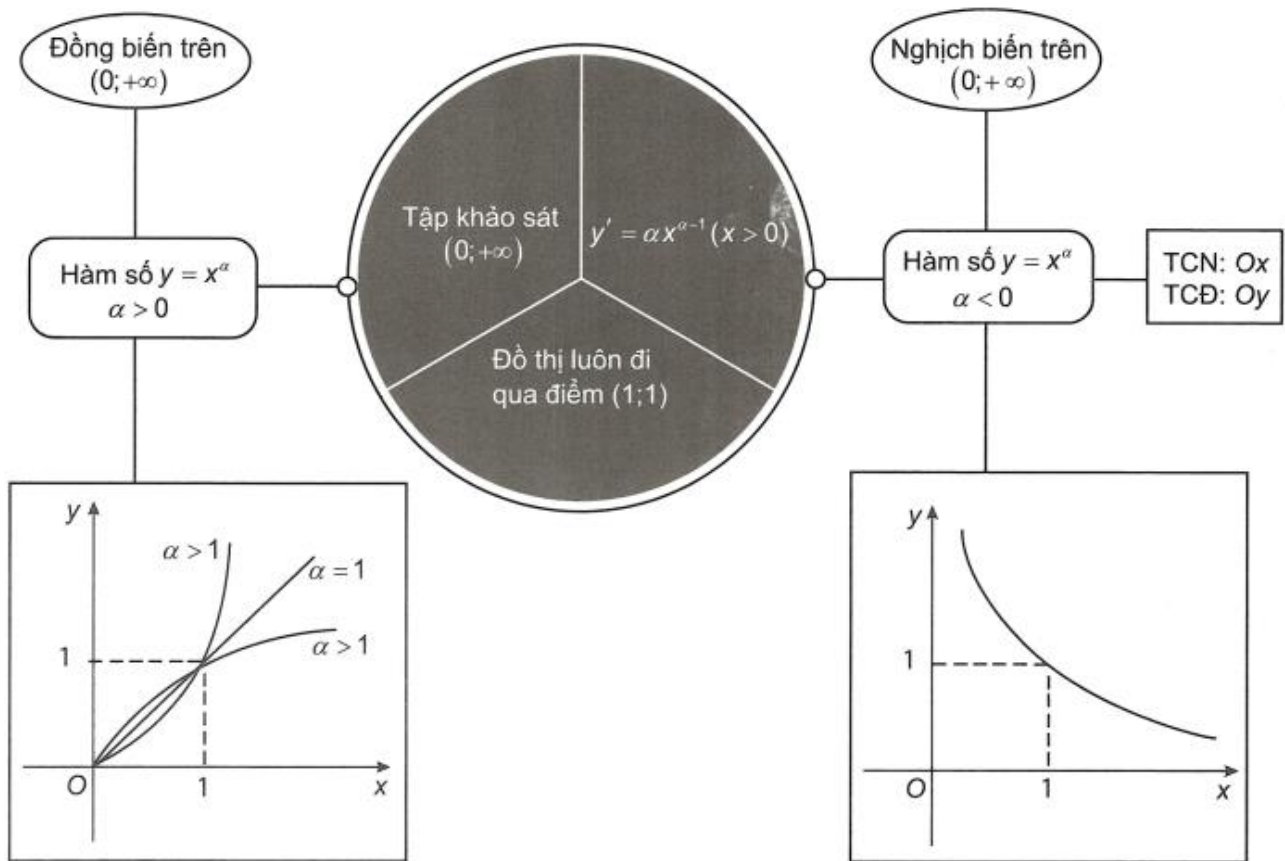 Đồng biến trên
(0;+∞)
Nghịch biến trên
(0;+∞)
Tập khảo sát
(0;+∞)
y' = αx^{α-1} (x > 0)
Hàm số y = x^α
α > 0
Hàm số y = x^α
α < 0
TCN: Ox
TCĐ: Oy
Đồ thị luôn đi
qua điểm (1;1)
y
α > 1
α = 1
α > 1
1
O
1
x
y
1
O
1
x